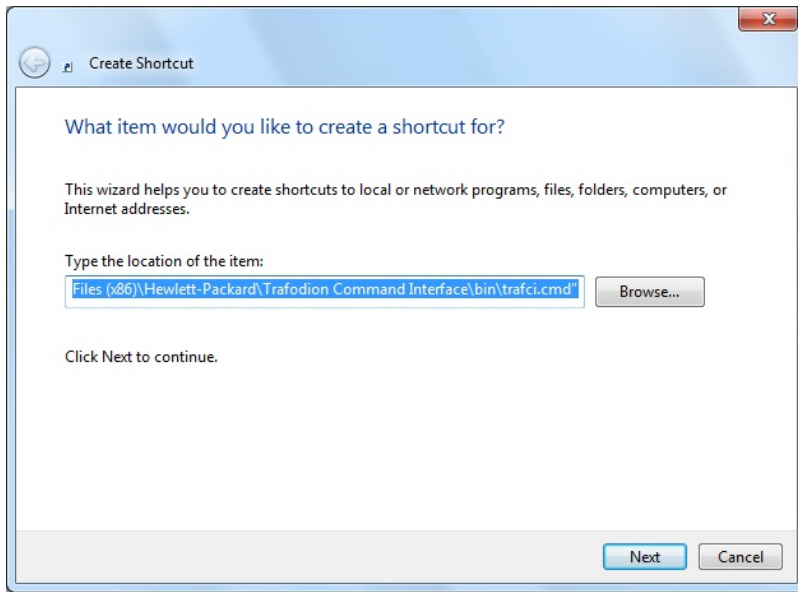 Create Shortcut
What item would you like to create a shortcut for?
This wizard helps you to create shortcuts to local or network programs, files, folders, computers, or
Internet addresses.
Type the location of the item:
Files (x86)\Hewlett-Packard\Trafodion Command Interface\bin\trafci.cmd"
Browse...
Click Next to continue.
Next
Cancel